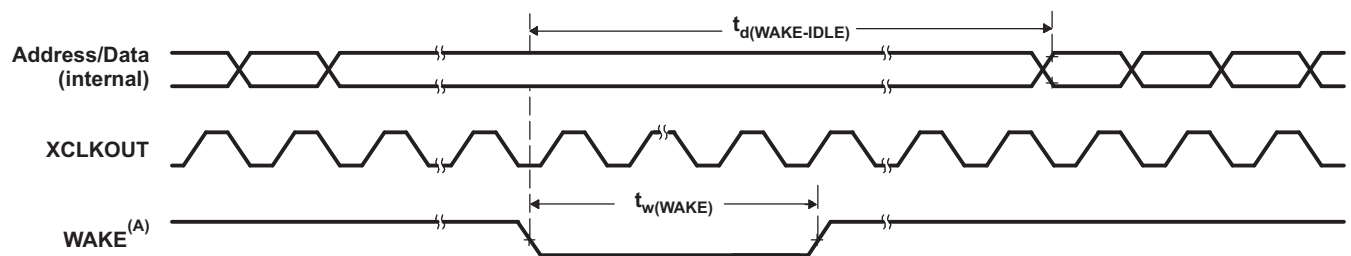 t_d(WAKE-IDLE)
Address/Data
(internal)
XCLKOUT
t_w(WAKE)
WAKE^(A)